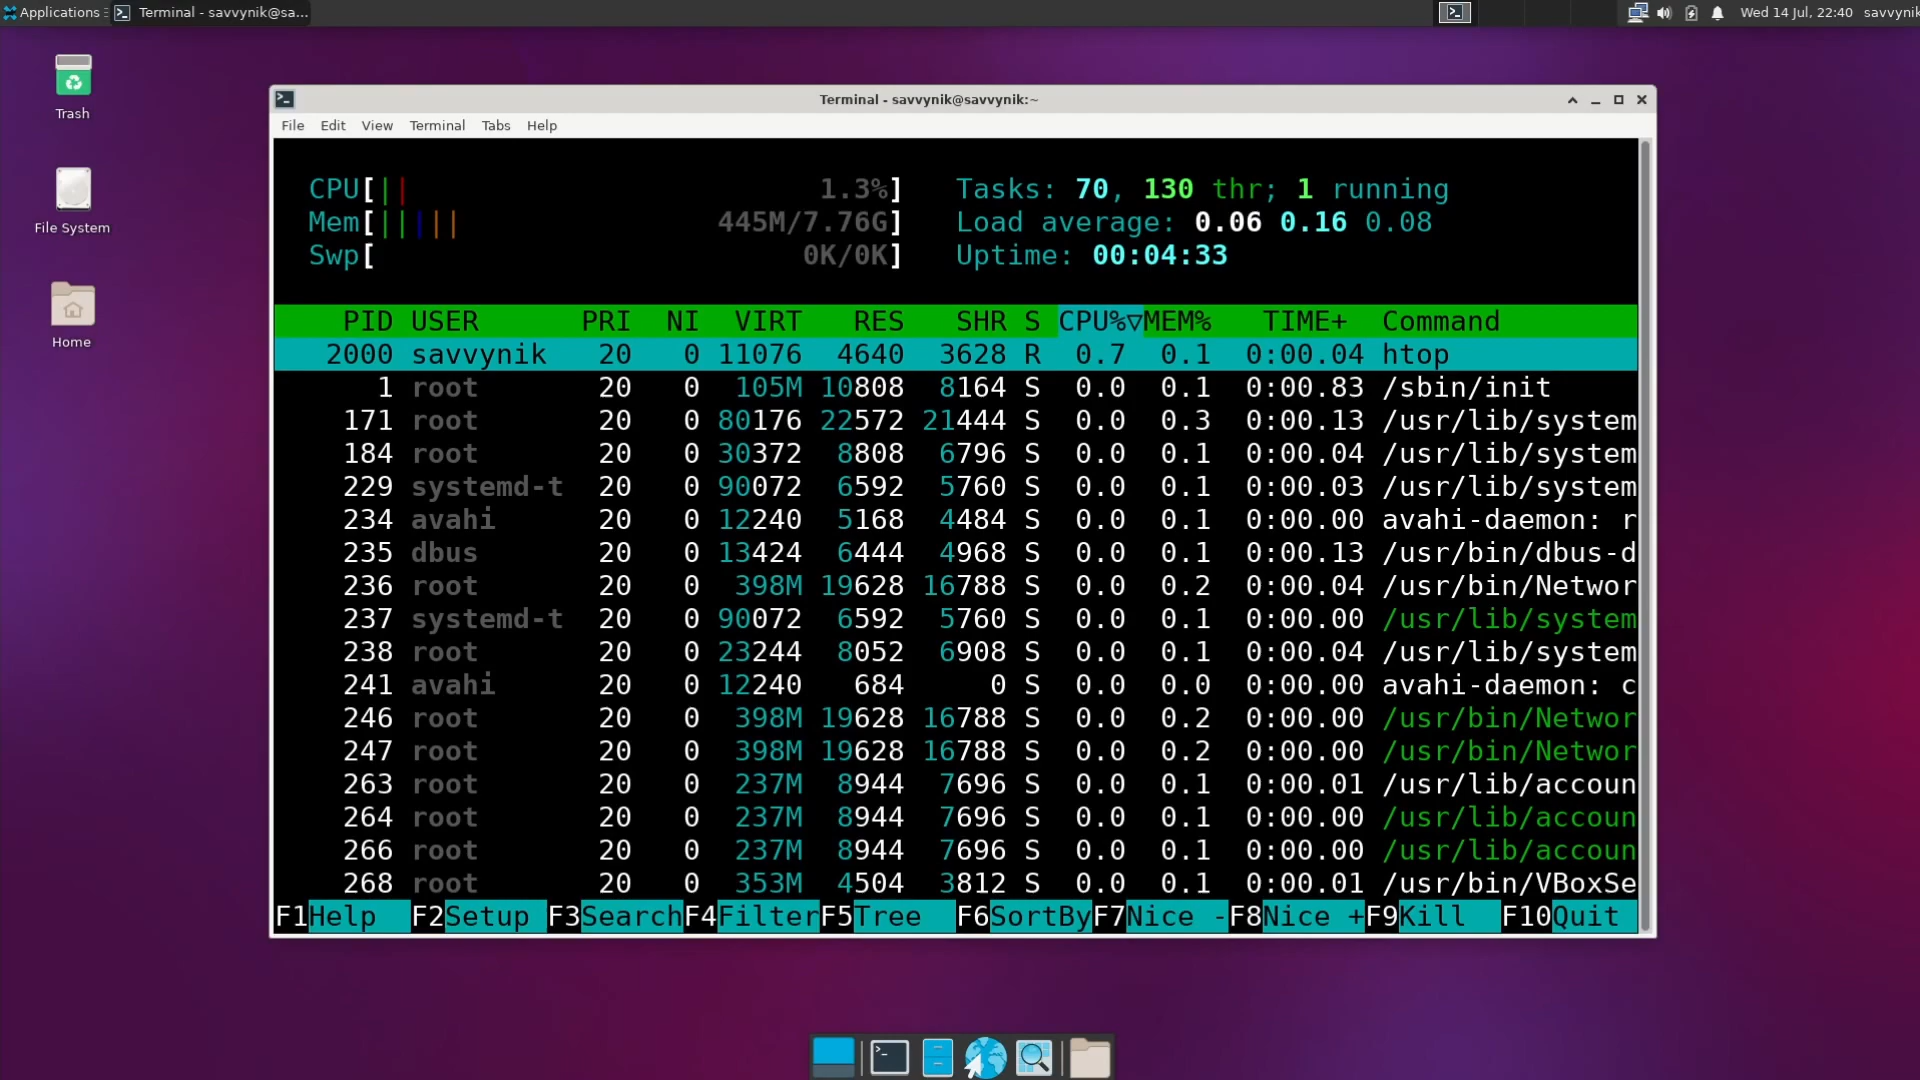 Applications Terminal - savvynik@sa... Wed 14 Jul, 22:40 savvynik
Trash
File System
Home
Terminal - savvynik@savvynik:~
File Edit View Terminal Tabs Help
CPU[|| 1.3%] Tasks: 70, 130 thr; 1 running
Mem[||||| 445M/7.76G] Load average: 0.06 0.16 0.08
Swp[ 0K/0K] Uptime: 00:04:33
PID USER PRI NI VIRT RES SHR S CPU%▽MEM% TIME+ Command
2000 savvynik 20 0 11076 4640 3628 R 0.7 0.1 0:00.04 htop
1 root 20 0 105M 10808 8164 S 0.0 0.1 0:00.83 /sbin/init
171 root 20 0 80176 22572 21444 S 0.0 0.3 0:00.13 /usr/lib/system
184 root 20 0 30372 8808 6796 S 0.0 0.1 0:00.04 /usr/lib/system
229 systemd-t 20 0 90072 6592 5760 S 0.0 0.1 0:00.03 /usr/lib/system
234 avahi 20 0 12240 5168 4484 S 0.0 0.1 0:00.00 avahi-daemon: r
235 dbus 20 0 13424 6444 4968 S 0.0 0.1 0:00.13 /usr/bin/dbus-d
236 root 20 0 398M 19628 16788 S 0.0 0.2 0:00.04 /usr/bin/Networ
237 systemd-t 20 0 90072 6592 5760 S 0.0 0.1 0:00.00 /usr/lib/system
238 root 20 0 23244 8052 6908 S 0.0 0.1 0:00.04 /usr/lib/system
241 avahi 20 0 12240 684 0 S 0.0 0.0 0:00.00 avahi-daemon: c
246 root 20 0 398M 19628 16788 S 0.0 0.2 0:00.00 /usr/bin/Networ
247 root 20 0 398M 19628 16788 S 0.0 0.2 0:00.00 /usr/bin/Networ
263 root 20 0 237M 8944 7696 S 0.0 0.1 0:00.01 /usr/lib/accoun
264 root 20 0 237M 8944 7696 S 0.0 0.1 0:00.00 /usr/lib/accoun
266 root 20 0 237M 8944 7696 S 0.0 0.1 0:00.00 /usr/lib/accoun
268 root 20 0 353M 4504 3812 S 0.0 0.1 0:00.01 /usr/bin/VBoxSe
F1Help F2Setup F3SearchF4FilterF5Tree F6SortByF7Nice -F8Nice +F9Kill F10Quit